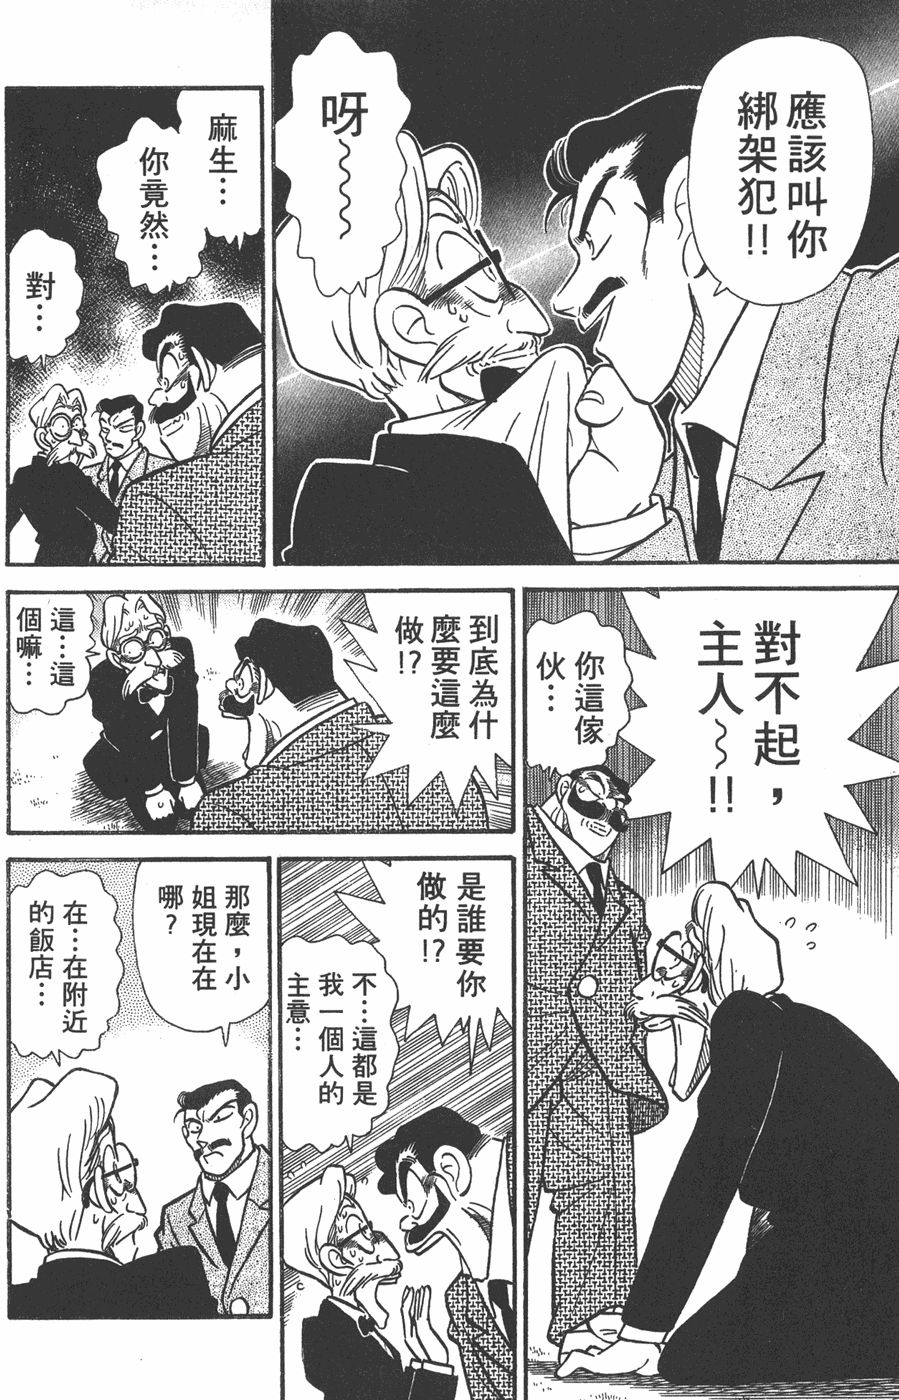 應該叫你
綁架犯!!
呀～～
麻生…
你竟然…
對…
對不起，
主人～!!
你這傢
伙…
到底為什
麼要這麼
做!?
這…這
個嘛…
是誰要你
做的!?
不…這都是
我一個人的
主意…
那麼，小
姐現在在
哪?
在…在附近
的飯店…